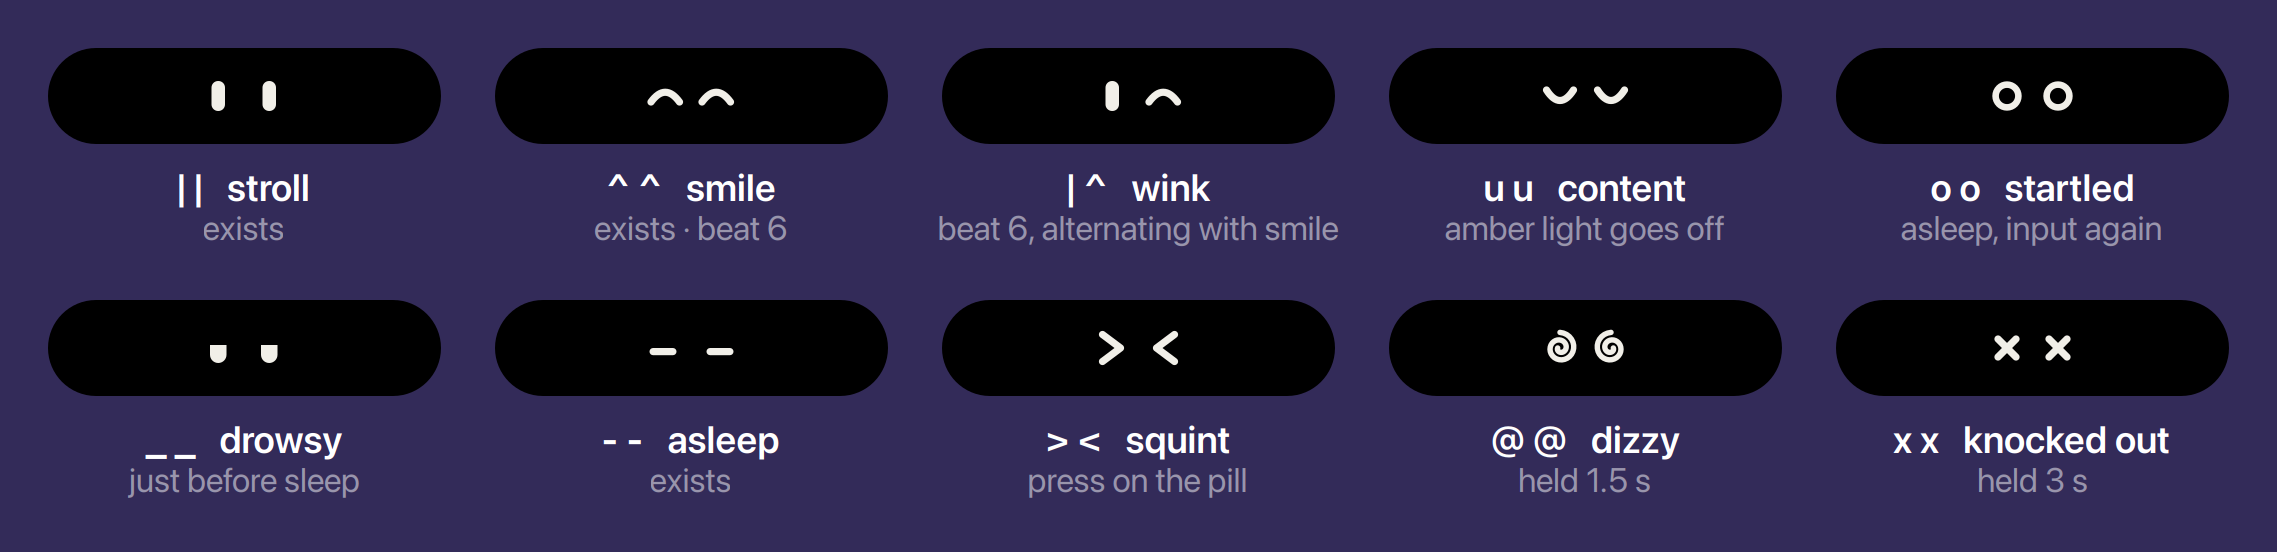 || stroll
exists
^ ^ smile
exists · beat 6
| ^ wink
beat 6, alternating with smile
u u content
amber light goes off
o o startled
asleep, input again
_ _ drowsy
just before sleep
- - asleep
exists
> < squint
press on the pill
@ @ dizzy
held 1.5 s
x x knocked out
held 3 s